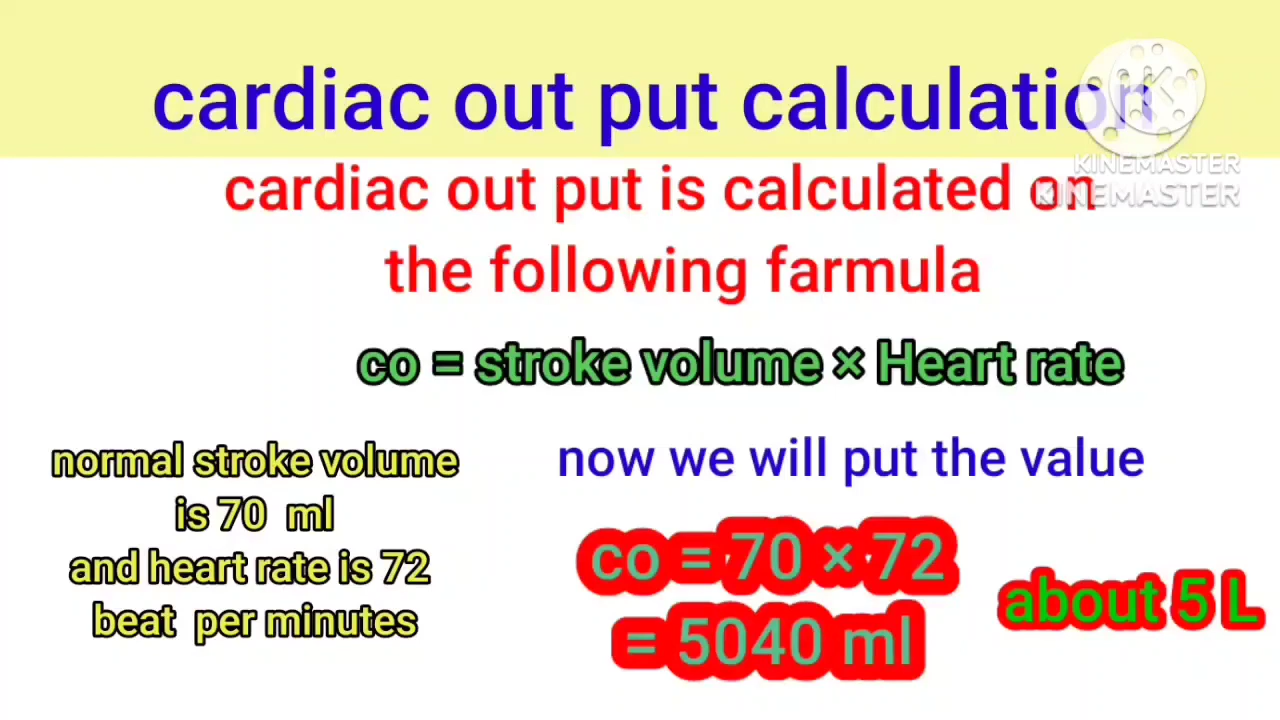 cardiac out put calculation
KINEMASTER
KINEMASTER
cardiac out put is calculated on
the following farmula
co = stroke volume × Heart rate
normal stroke volume
is 70 ml
and heart rate is 72
beat per minutes
now we will put the value
co = 70 × 72
= 5040 ml
about 5 L